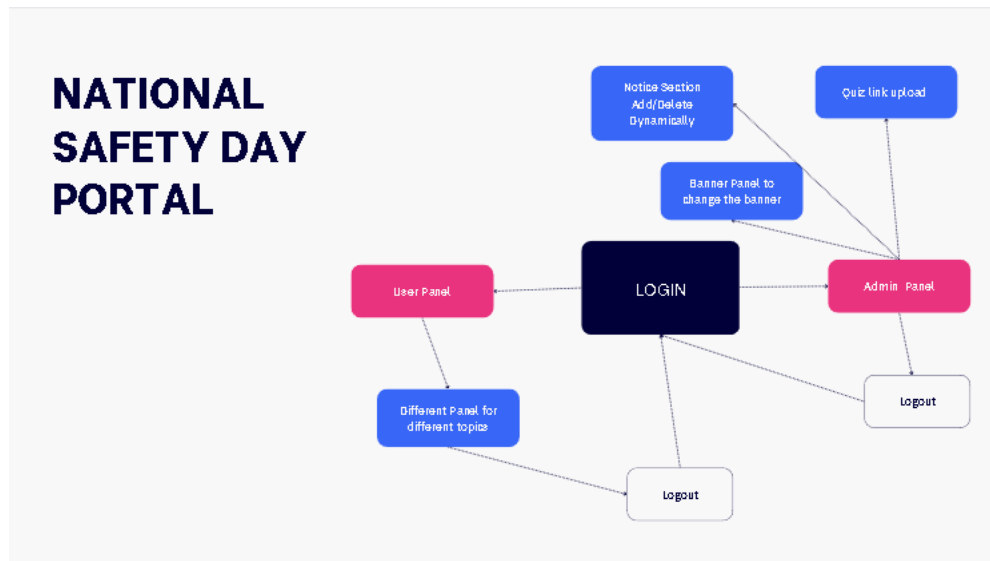 NATIONAL
SAFETY DAY
PORTAL
Notice Section
Add/Delete
Dynamically
Quiz link upload
Banner Panel to
change the banner
User Panel
LOGIN
Admin Panel
Different Panel for
different topics
Logout
Logout